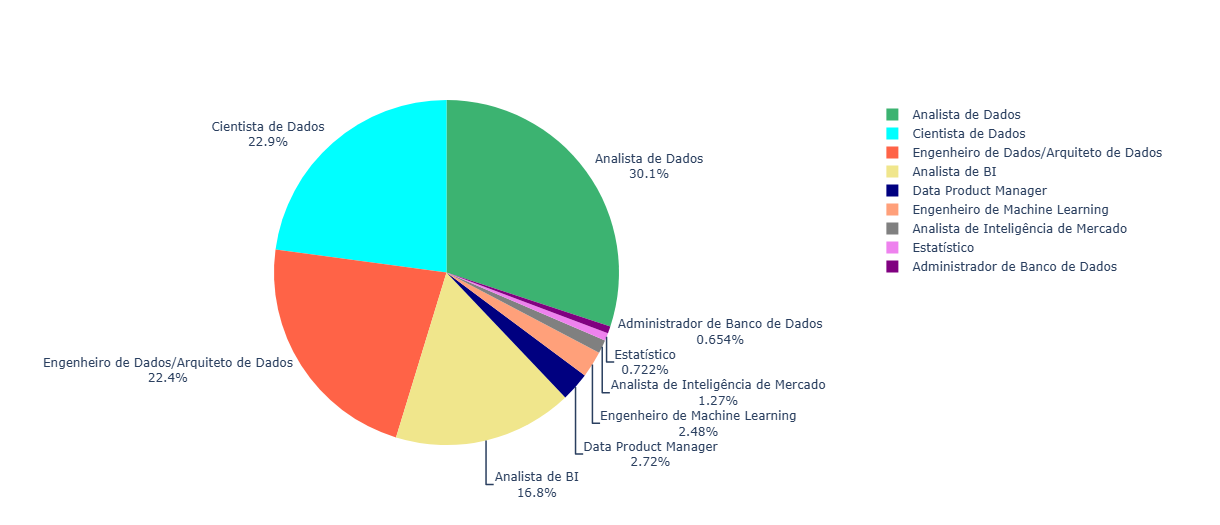 Cientista de Dados
22.9%
Analista de Dados
30.1%
Engenheiro de Dados/Arquiteto de Dados
22.4%
Administrador de Banco de Dados
0.654%
Estatístico
0.722%
Analista de Inteligência de Mercado
1.27%
Engenheiro de Machine Learning
2.48%
Data Product Manager
2.72%
Analista de BI
16.8%
Analista de Dados
Cientista de Dados
Engenheiro de Dados/Arquiteto de Dados
Analista de BI
Data Product Manager
Engenheiro de Machine Learning
Analista de Inteligência de Mercado
Estatístico
Administrador de Banco de Dados